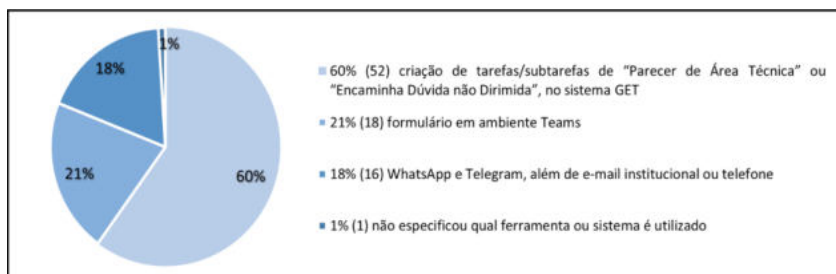 1%
18%
21%
60%
▪ 60% (52) criação de tarefas/subtarefas de "Parecer de Área Técnica" ou
"Encaminha Dúvida não Dirimida", no sistema GET
▪ 21% (18) formulário em ambiente Teams
▪ 18% (16) WhatsApp e Telegram, além de e-mail institucional ou telefone
▪ 1% (1) não especificou qual ferramenta ou sistema é utilizado